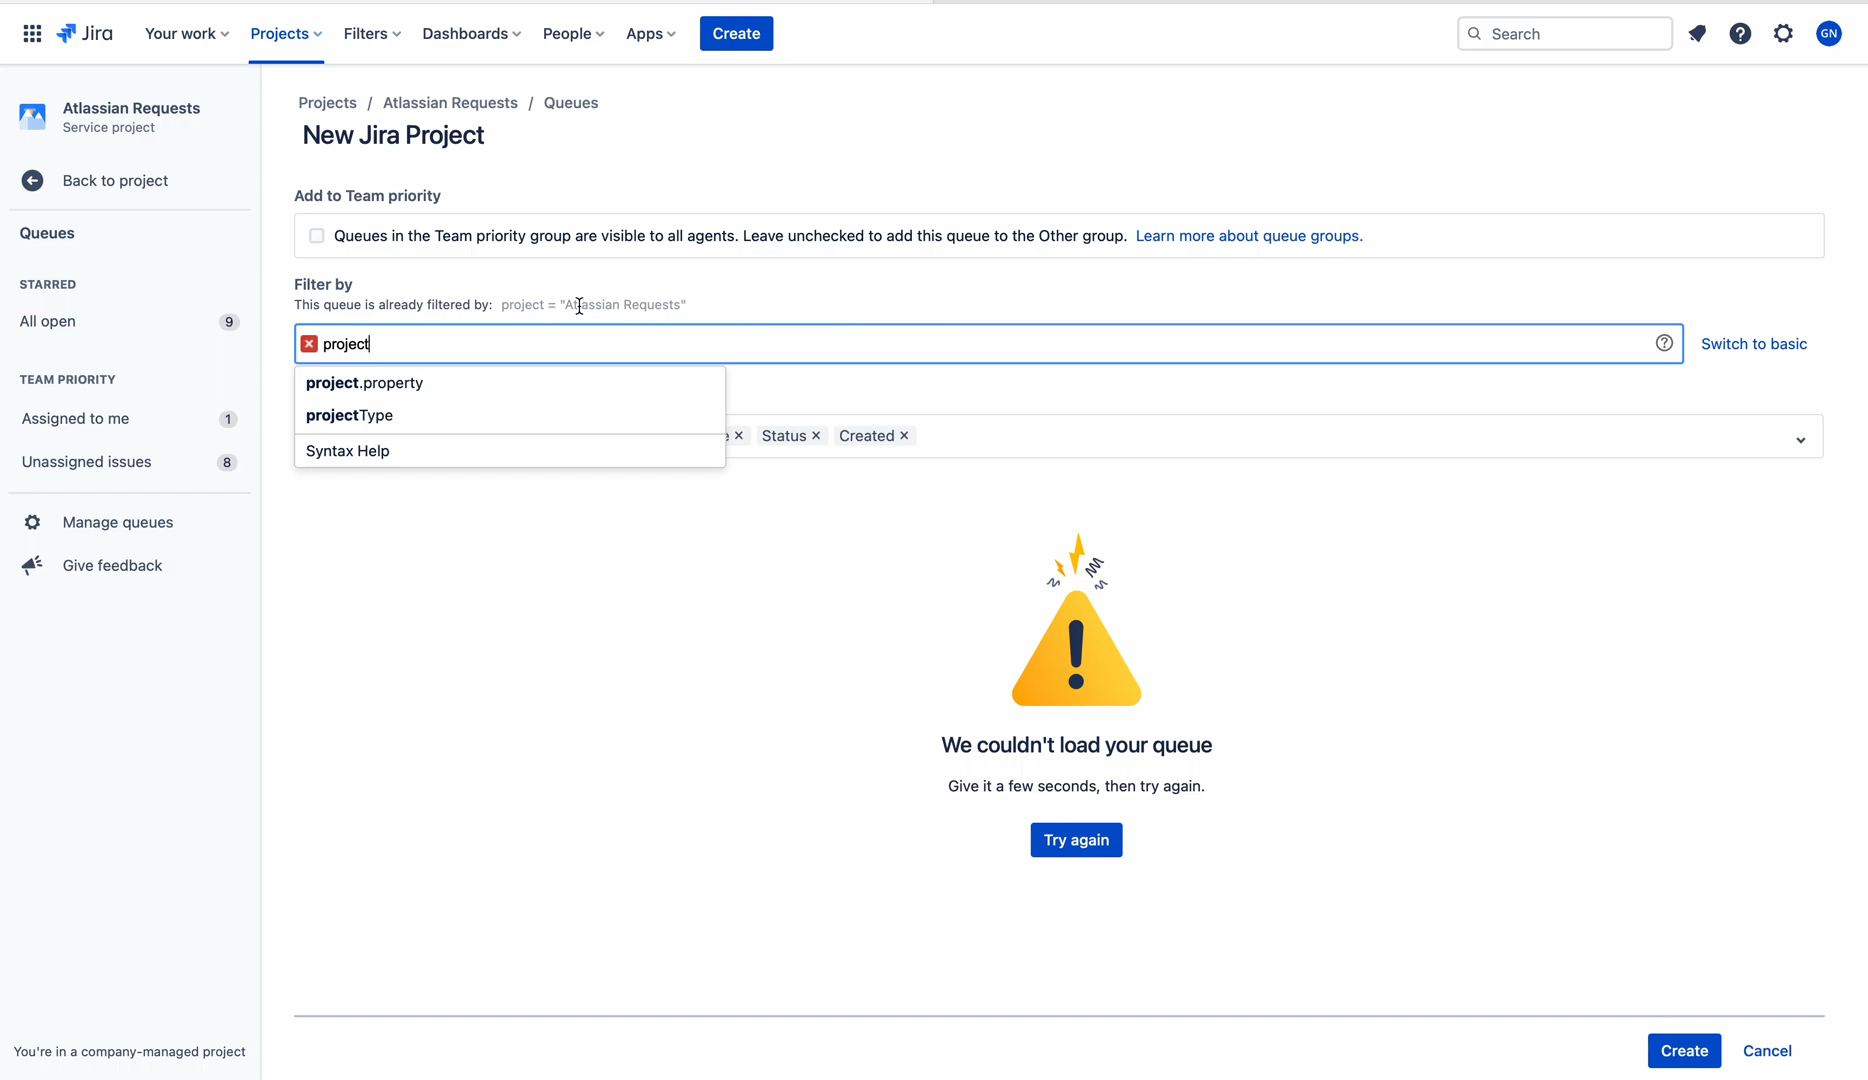 Jira
Your work
Projects
Filters
Dashboards
People
Apps
Create
Search
GN
Atlassian Requests
Service project
Back to project
Queues
STARRED
All open 9
TEAM PRIORITY
Assigned to me 1
Unassigned issues 8
Manage queues
Give feedback
You're in a company-managed project
Projects / Atlassian Requests / Queues
New Jira Project
Add to Team priority
Queues in the Team priority group are visible to all agents. Leave unchecked to add this queue to the Other group. Learn more about queue groups.
Filter by
This queue is already filtered by: project = "Atlassian Requests"
project
Switch to basic
project.property
projectType
Syntax Help
Status
Created
We couldn't load your queue
Give it a few seconds, then try again.
Try again
Create
Cancel